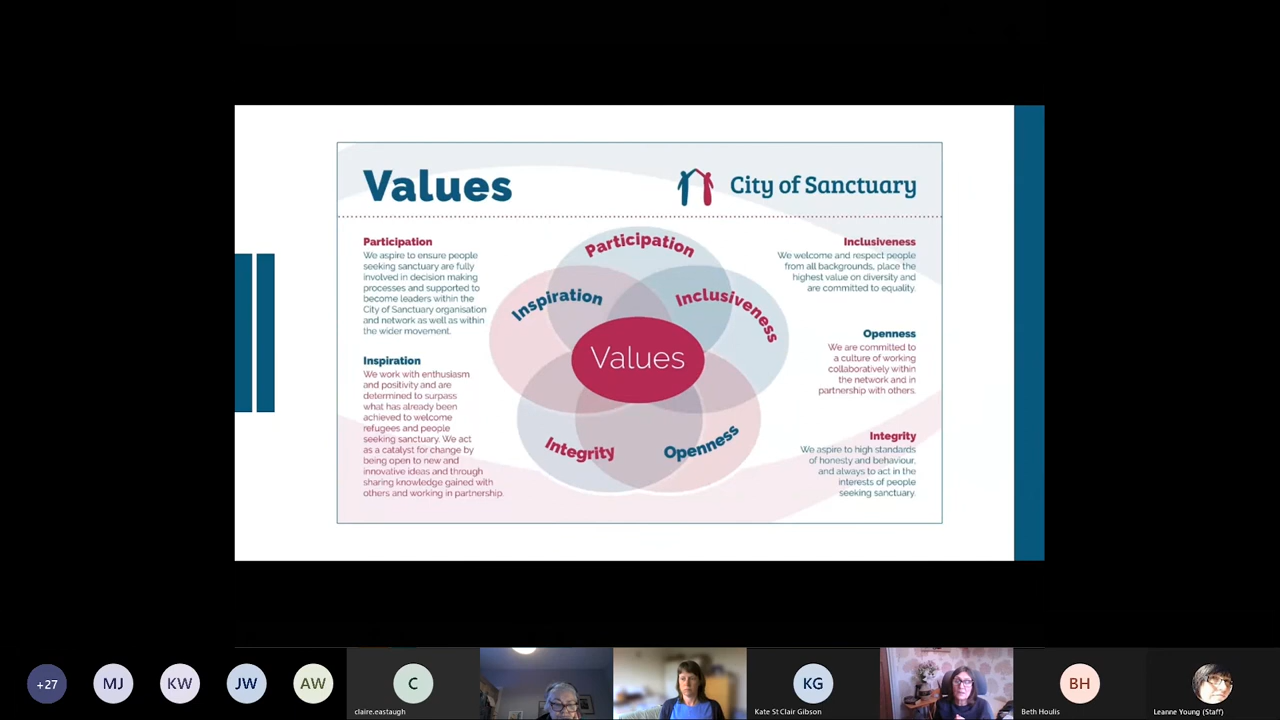 Values
City of Sanctuary
Participation
We aspire to ensure people
seeking sanctuary are fully
involved in decision making
processes and supported to
become leaders within the
City of Sanctuary organisation
and network as well as within
the wider movement.
Inspiration
We work with enthusiasm
and positivity and are
determined to surpass
what has already been
achieved to welcome
refugees and people
seeking sanctuary. We act
as a catalyst for change by
being open to new and
innovative ideas and through
sharing knowledge gained with
others and working in partnership.
Participation
Inspiration
Inclusiveness
Values
Integrity
Openness
Inclusiveness
We welcome and respect people
from all backgrounds, place the
highest value on diversity and
are committed to equality.
Openness
We are committed to
a culture of working
collaboratively within
the network and in
partnership with others.
Integrity
We aspire to high standards
of honesty and behaviour,
and always to act in the
interests of people
seeking sanctuary.
+27
MJ
KW
JW
AW
C
claire.eastaugh
KG
Kate St Clair Gibson
BH
Beth Houlis
Leanne Young (Staff)